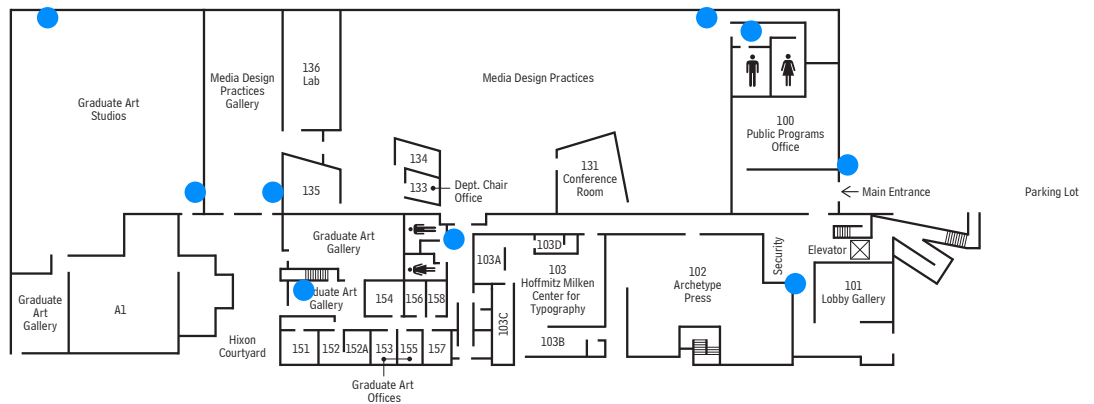 136
Lab
Media Design
Practices
Gallery
Media Design Practices
Graduate Art
Studios
100
Public Programs
Office
134
131
Conference
Room
135
133
Dept. Chair
Office
Main Entrance
Parking Lot
Graduate Art
Gallery
103D
Security
Elevator
103A
103
Hoffmitz Milken
Center for
Typography
102
Archetype
Press
101
Lobby Gallery
Graduate
Art
Gallery
A1
duate Art
Gallery
154
156
158
103C
Hixon
Courtyard
151
152
152A
153
155
157
103B
Graduate Art
Offices